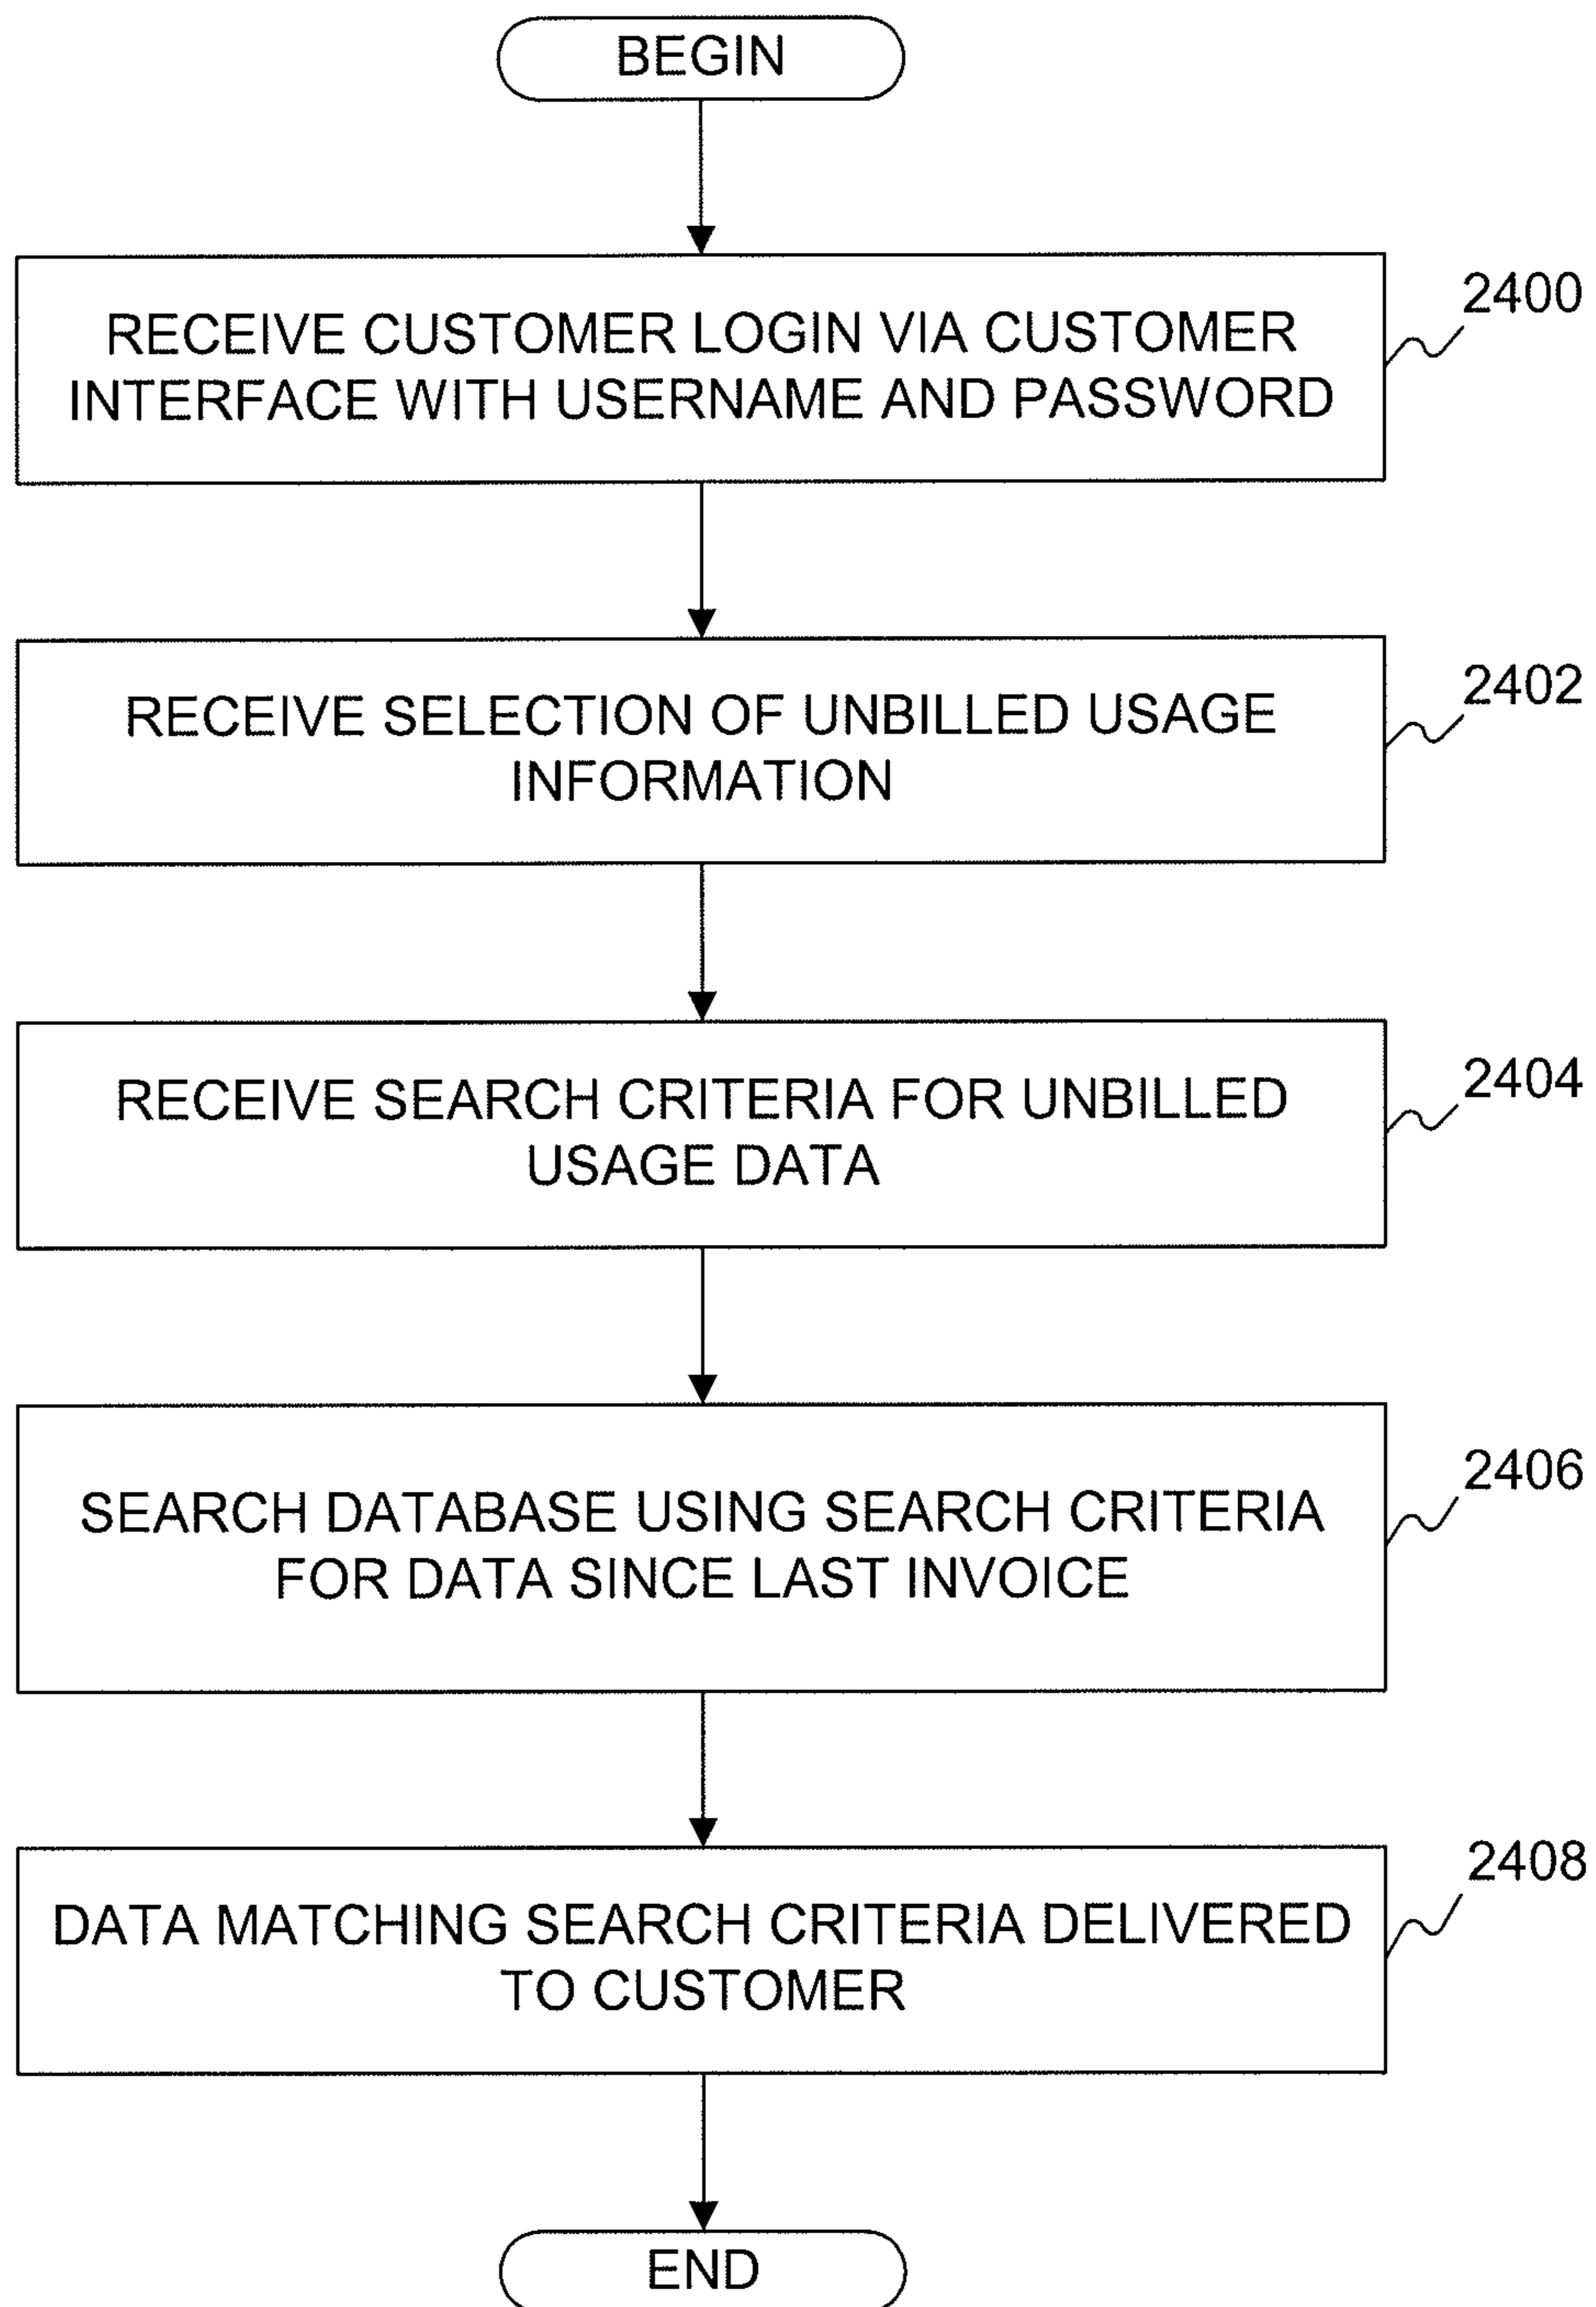 BEGIN
2400
RECEIVE CUSTOMER LOGIN VIA CUSTOMER
INTERFACE WITH USERNAME AND PASSWORD
2402
RECEIVE SELECTION OF UNBILLED USAGE
INFORMATION
2404
RECEIVE SEARCH CRITERIA FOR UNBILLED
USAGE DATA
2406
SEARCH DATABASE USING SEARCH CRITERIA
FOR DATA SINCE LAST INVOICE
2408
DATA MATCHING SEARCH CRITERIA DELIVERED
TO CUSTOMER
END